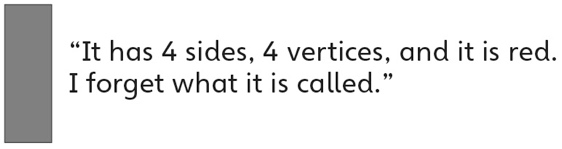 “It has 4 sides, 4 vertices, and it is red.
I forget what it is called.”